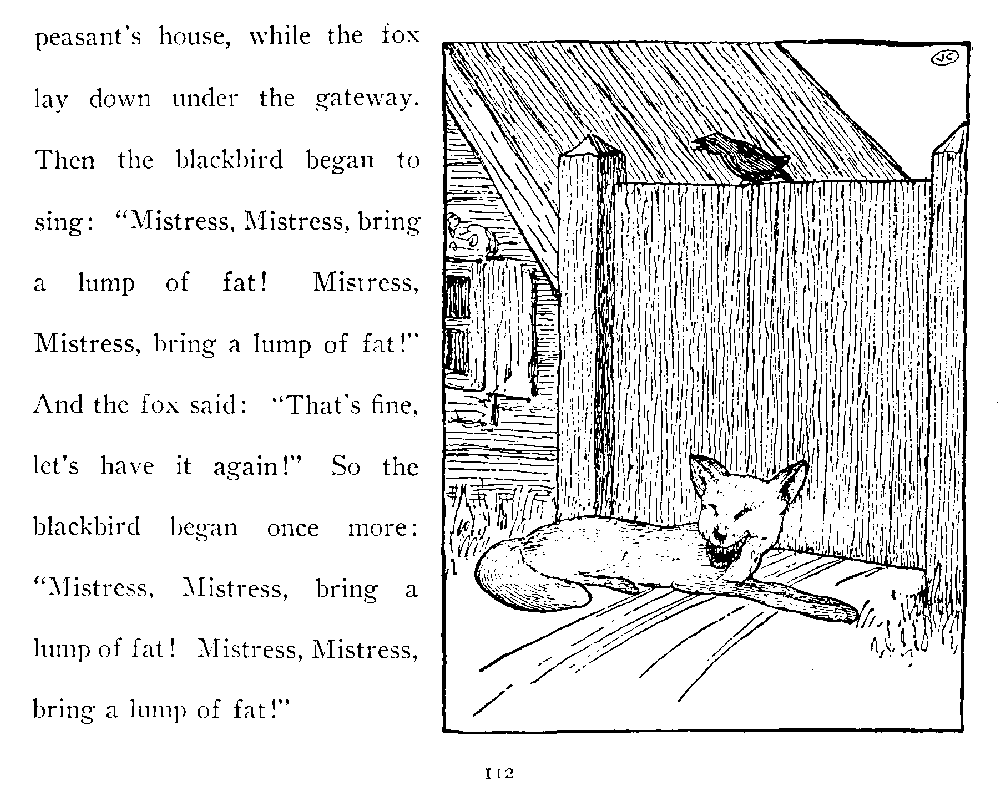 peasant's house, while the fox
lay down under the gateway.
Then the blackbird began to
sing: "Mistress, Mistress, bring
a lump of fat! Mistress,
Mistress, bring a lump of fat!"
And the fox said: "That's fine,
let's have it again!" So the
blackbird began once more:
"Mistress, Mistress, bring a
lump of fat! Mistress, Mistress,
bring a lump of fat!"
JC
112